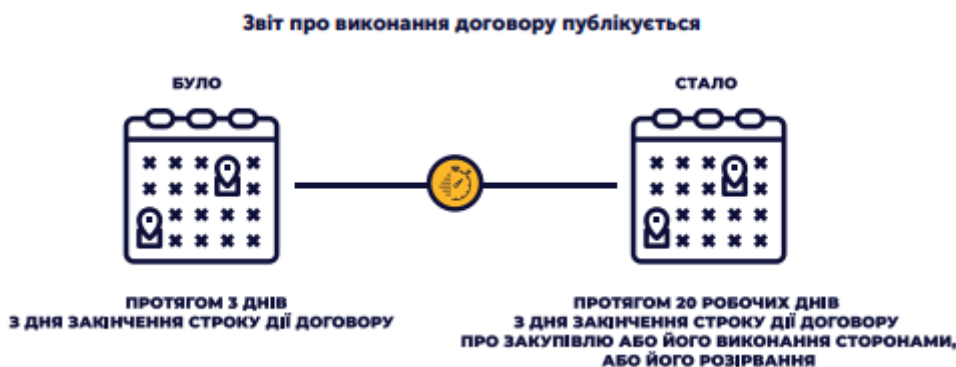 Звіт про виконання договору публікується
БУЛО
СТАЛО
ПРОТЯГОМ 3 ДНІВ
З ДНЯ ЗАКІНЧЕННЯ СТРОКУ ДІЇ ДОГОВОРУ
ПРОТЯГОМ 20 РОБОЧИХ ДНІВ
З ДНЯ ЗАКІНЧЕННЯ СТРОКУ ДІЇ ДОГОВОРУ
ПРО ЗАКУПІВЛЮ АБО ЙОГО ВИКОНАННЯ СТОРОНАМИ,
АБО ЙОГО РОЗІРВАННЯ